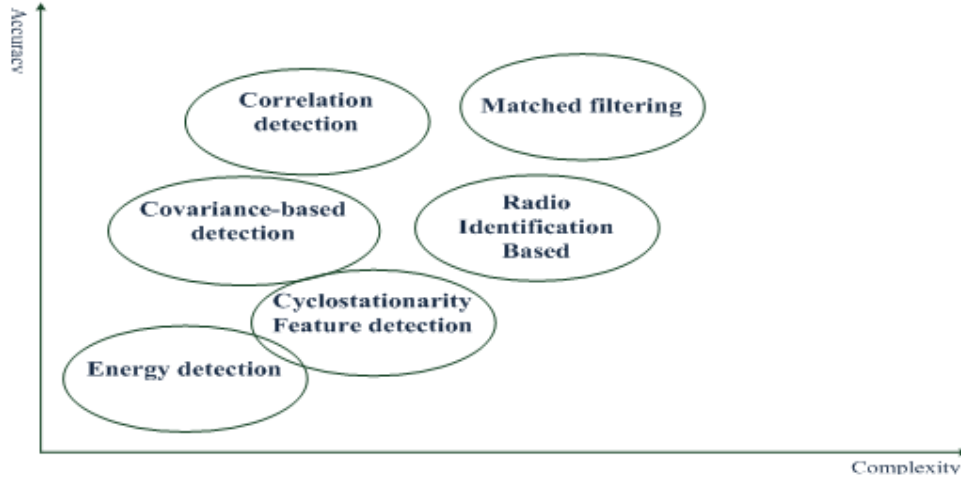 Accuracy
Correlation
detection
Matched filtering
Covariance-based
detection
Radio
Identification
Based
Cyclostationarity
Feature detection
Energy detection
Complexity